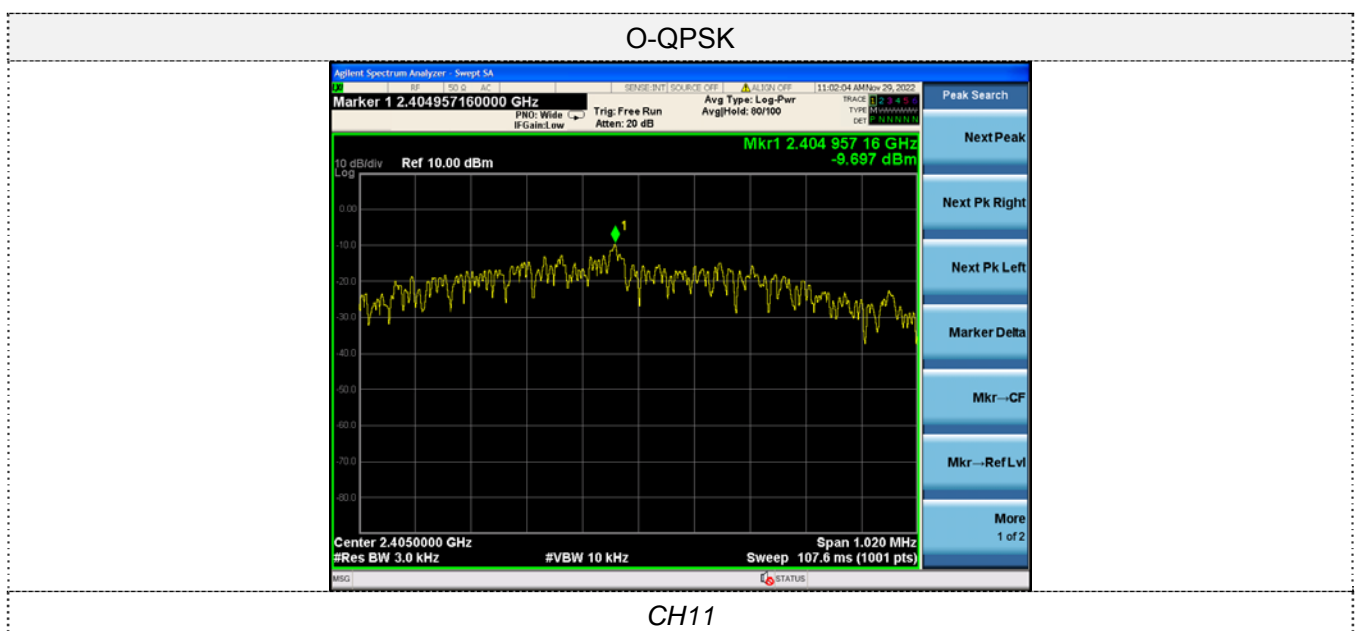 O-QPSK
Agilent Spectrum Analyzer - Swept SA
RF 50 Ω AC SENSE:INT SOURCE OFF ALIGN OFF 11:02:04 AM Nov 29, 2022
Marker 1 2.404957160000 GHz
PNO: Wide
IFGain:Low
Trig: Free Run
Atten: 20 dB
Avg Type: Log-Pwr
Avg|Hold: 80/100
TRACE 1 2 3 4 5 6
TYPE M
DET P N N N N N
Peak Search
Mkr1 2.404 957 16 GHz
-9.697 dBm
10 dB/div Ref 10.00 dBm
Log
1
0.00
-10.0
-20.0
-30.0
-40.0
-50.0
-60.0
-70.0
-80.0
Center 2.4050000 GHz Span 1.020 MHz
#Res BW 3.0 kHz #VBW 10 kHz Sweep 107.6 ms (1001 pts)
Next Peak
Next Pk Right
Next Pk Left
Marker Delta
Mkr→CF
Mkr→Ref Lvl
More
1 of 2
MSG STATUS
CH11